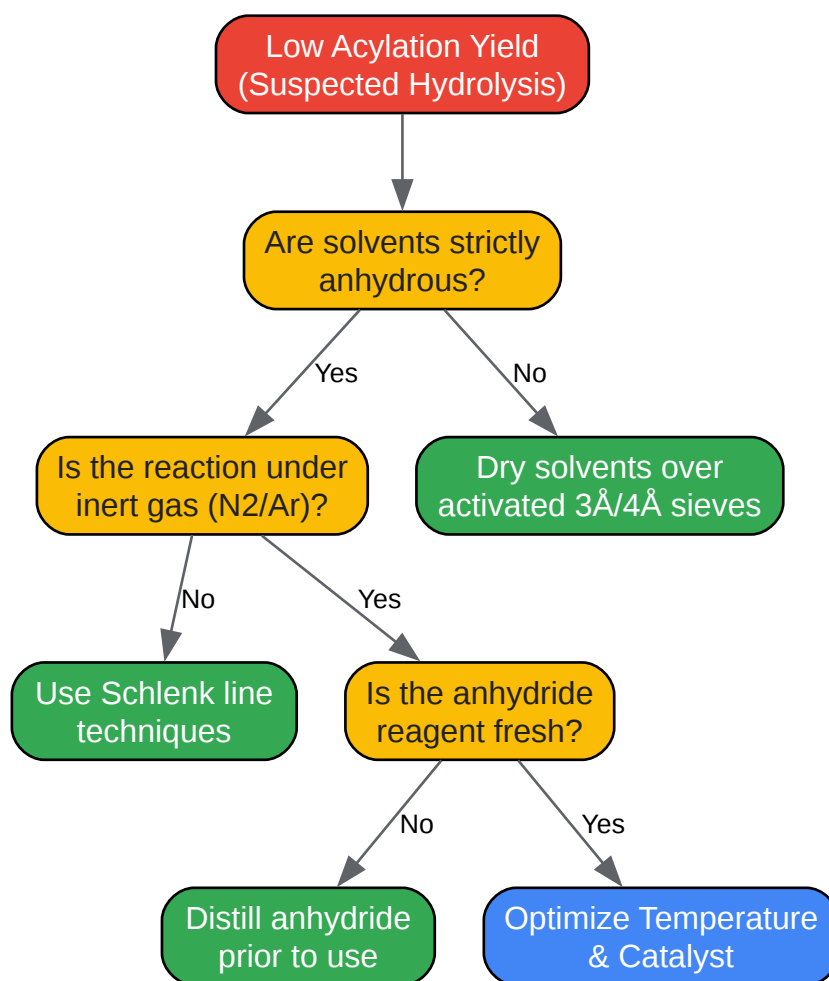 Low Acylation Yield
(Suspected Hydrolysis)
Are solvents strictly
anhydrous?
Yes
No
Is the reaction under
inert gas (N2/Ar)?
Dry solvents over
activated 3Å/4Å sieves
No
Yes
Use Schlenk line
techniques
Is the anhydride
reagent fresh?
No
Yes
Distill anhydride
prior to use
Optimize Temperature
& Catalyst